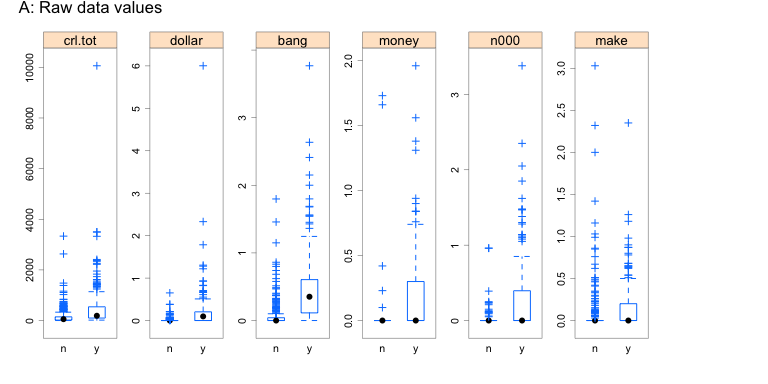 A: Raw data values
crl.tot dollar bang money n000 make
10000 8000 6000 4000 2000 0
6 5 4 3 2 1 0
3 2 1 0
2.0 1.5 1.0 0.5 0.0
3 2 1 0
3.0 2.5 2.0 1.5 1.0 0.5 0.0
n y n y n y n y n y n y